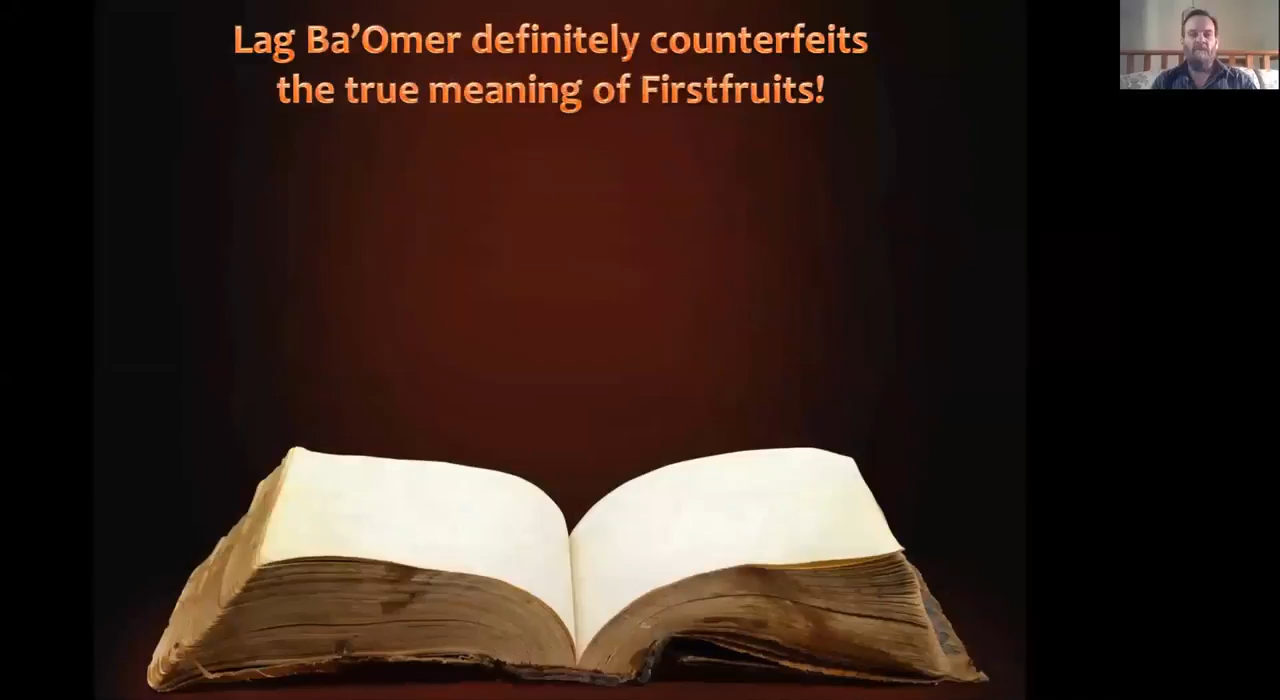 Lag Ba’Omer definitely counterfeits
the true meaning of Firstfruits!